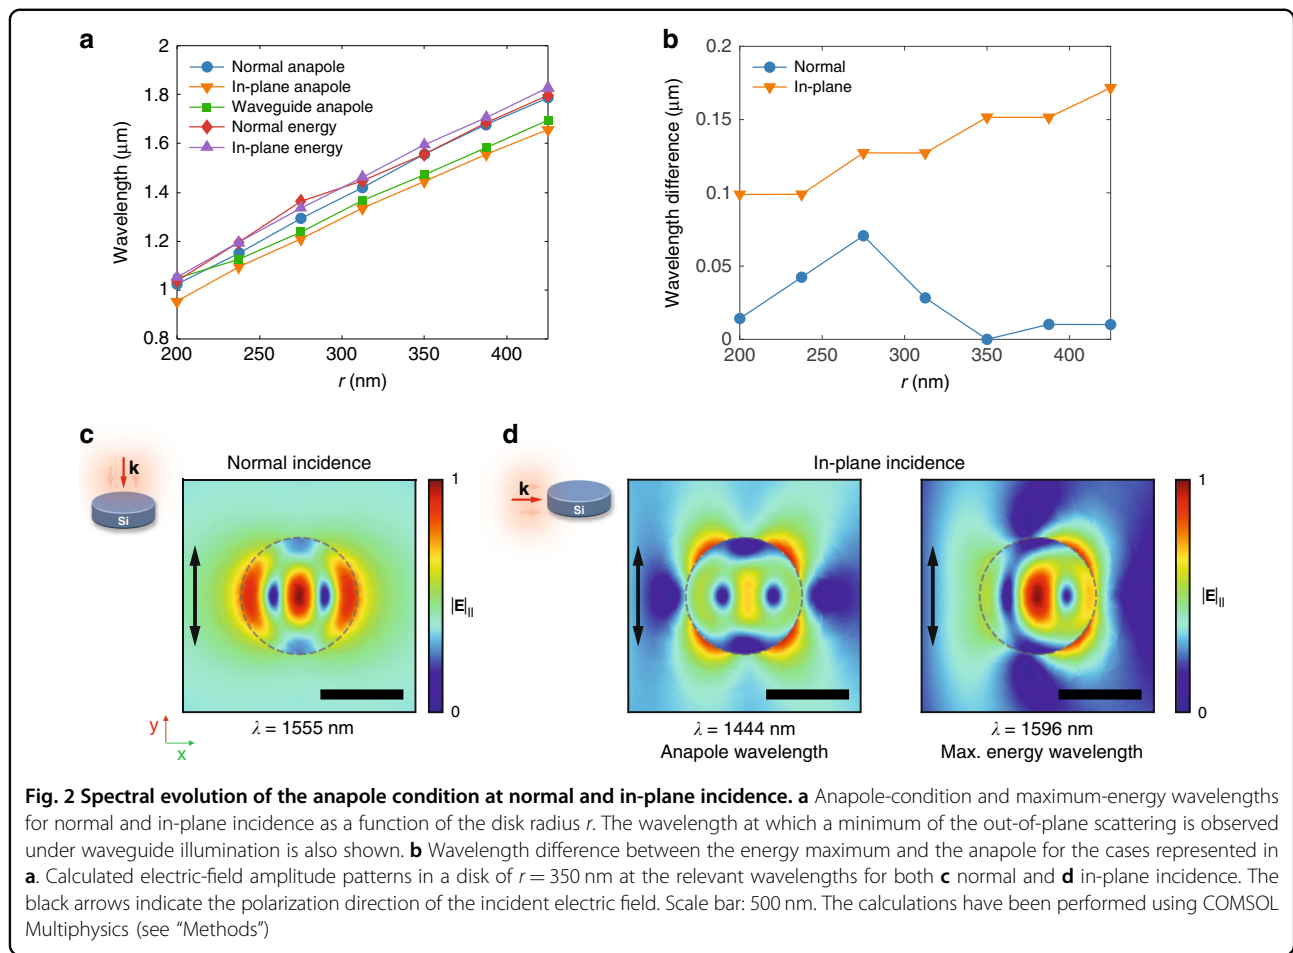 a
2
1.8
1.6
1.4
1.2
1
0.8
Wavelength (μm)
Normal anapole
In-plane anapole
Waveguide anapole
Normal energy
In-plane energy
200 250 300 350 400
r (nm)
b
0.2
0.15
0.1
0.05
0
Wavelength difference (μm)
Normal
In-plane
200 250 300 350 400
r (nm)
c
k
Si
Normal incidence
1
|E|||
0
y
x
λ = 1555 nm
d
k
Si
In-plane incidence
1
|E|||
0
λ = 1444 nm
Anapole wavelength
λ = 1596 nm
Max. energy wavelength
Fig. 2 Spectral evolution of the anapole condition at normal and in-plane incidence. a Anapole-condition and maximum-energy wavelengths
for normal and in-plane incidence as a function of the disk radius r. The wavelength at which a minimum of the out-of-plane scattering is observed
under waveguide illumination is also shown. b Wavelength difference between the energy maximum and the anapole for the cases represented in
a. Calculated electric-field amplitude patterns in a disk of r = 350 nm at the relevant wavelengths for both c normal and d in-plane incidence. The
black arrows indicate the polarization direction of the incident electric field. Scale bar: 500 nm. The calculations have been performed using COMSOL
Multiphysics (see “Methods”)